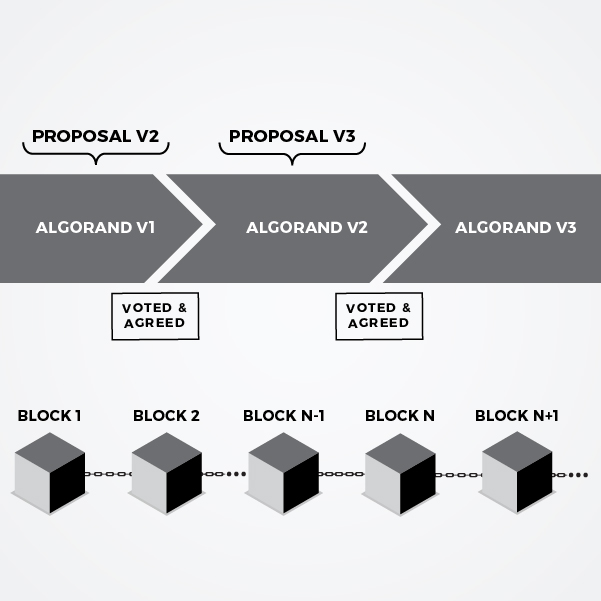 PROPOSAL V2
PROPOSAL V3
ALGORAND V1
ALGORAND V2
ALGORAND V3
VOTED &
AGREED
VOTED &
AGREED
BLOCK 1
BLOCK 2
BLOCK N-1
BLOCK N
BLOCK N+1